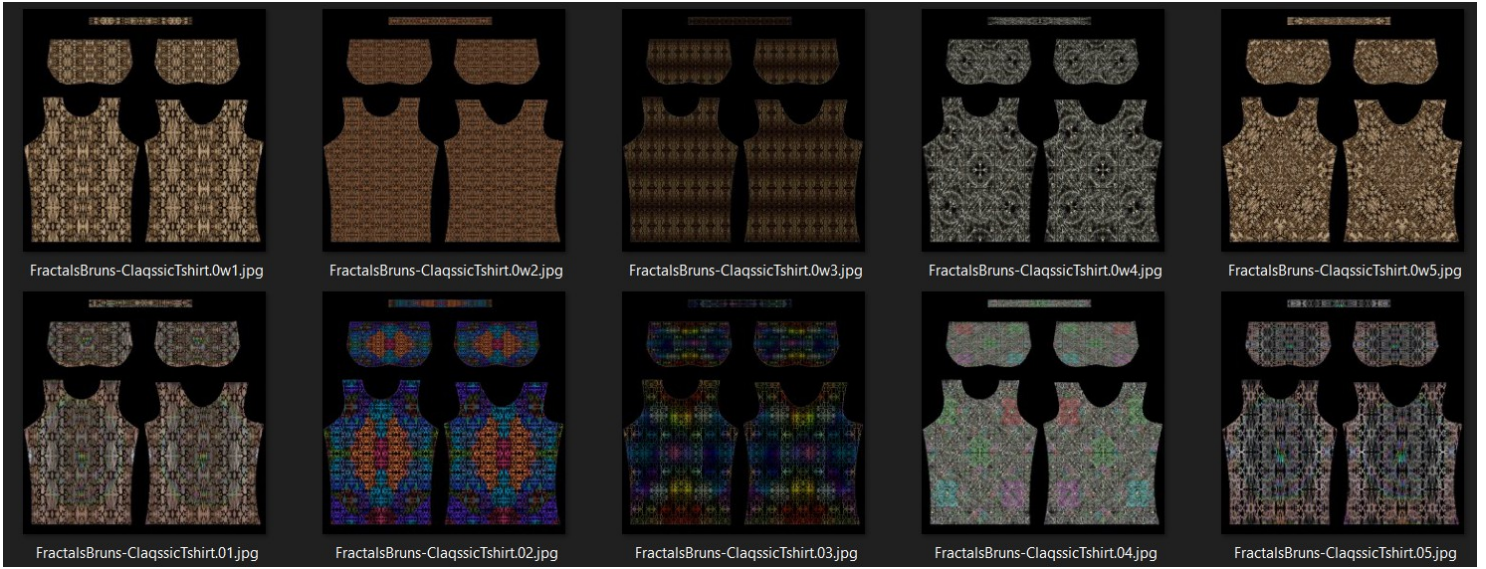 FractalsBruns-ClaqssicTshirt.0w1.jpg
FractalsBruns-ClaqssicTshirt.0w2.jpg
FractalsBruns-ClaqssicTshirt.0w3.jpg
FractalsBruns-ClaqssicTshirt.0w4.jpg
FractalsBruns-ClaqssicTshirt.0w5.jpg
FractalsBruns-ClaqssicTshirt.01.jpg
FractalsBruns-ClaqssicTshirt.02.jpg
FractalsBruns-ClaqssicTshirt.03.jpg
FractalsBruns-ClaqssicTshirt.04.jpg
FractalsBruns-ClaqssicTshirt.05.jpg